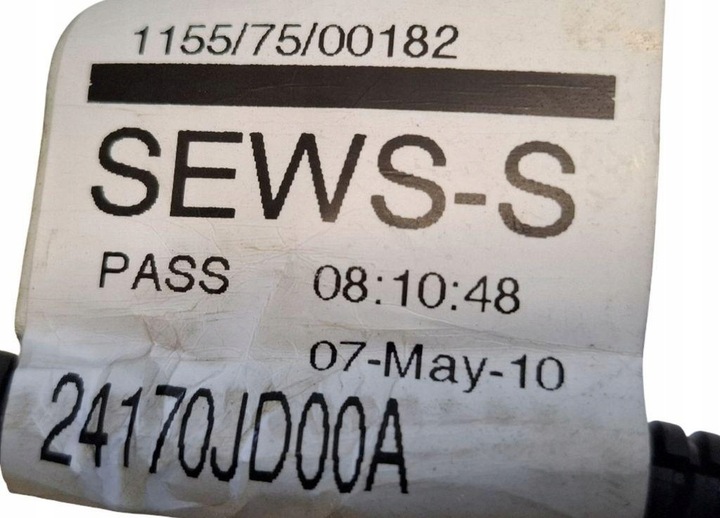 1155/75/00182
SEWS-S
PASS 08:10:48
07-May-10
24170JD00A